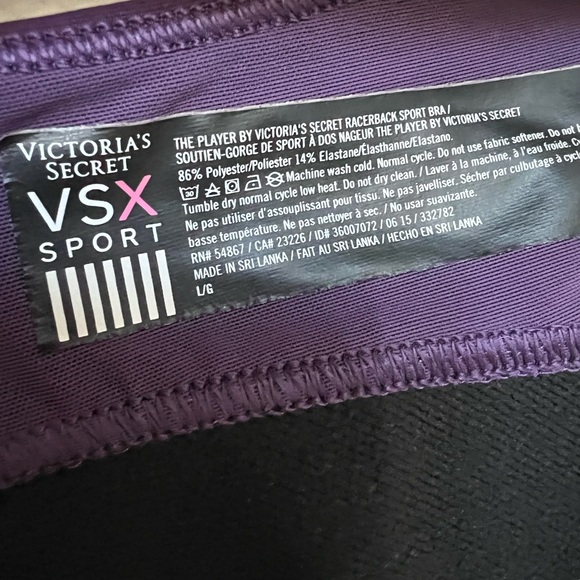 VICTORIA'S
SECRET
VSX
SPORT
THE PLAYER BY VICTORIA'S SECRET RACERBACK SPORT BRA /
SOUTIEN-GORGE DE SPORT À DOS NAGEUR THE PLAYER BY VICTORIA'S SECRET
86% Polyester/Poliester 14% Elastane/Élasthanne/Elastano.
Machine wash cold. Normal cycle. Do not use fabric softener. Do not
Tumble dry normal cycle low heat. Do not dry clean. / Laver à la machine, à l'eau froide.
Ne pas utiliser d'assouplissant pour tissu. Ne pas javelliser. Sécher par culbutage à
basse température. Ne pas nettoyer à sec. / No usar suavizante.
RN# 54867 / CA# 23226 / ID# 36007072 / 06 15 / 332782
MADE IN SRI LANKA / FAIT AU SRI LANKA / HECHO EN SRI LANKA
L/G